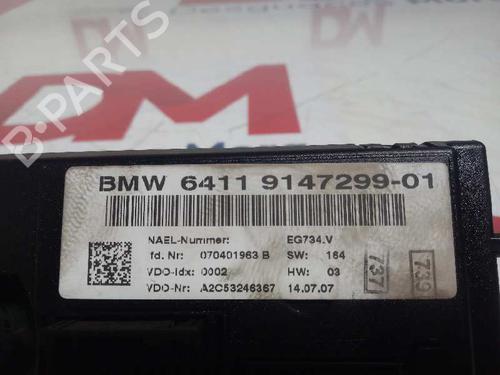 B-PARTS
DM
BMW 6411 9147299-01
NAEL-Nummer: EG734.V
fd. Nr: 070401963 B SW: 164
VDO-Idx: 0002 HW: 03
VDO-Nr: A2C53246367 14.07.07
737
739